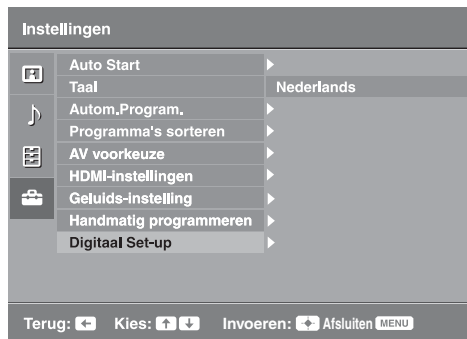 Instellingen
Auto Start
Taal Nederlands
Autom.Program.
Programma's sorteren
AV voorkeuze
HDMI-instellingen
Geluids-instelling
Handmatig programmeren
Digitaal Set-up
Terug: Kies: Invoeren: Afsluiten MENU